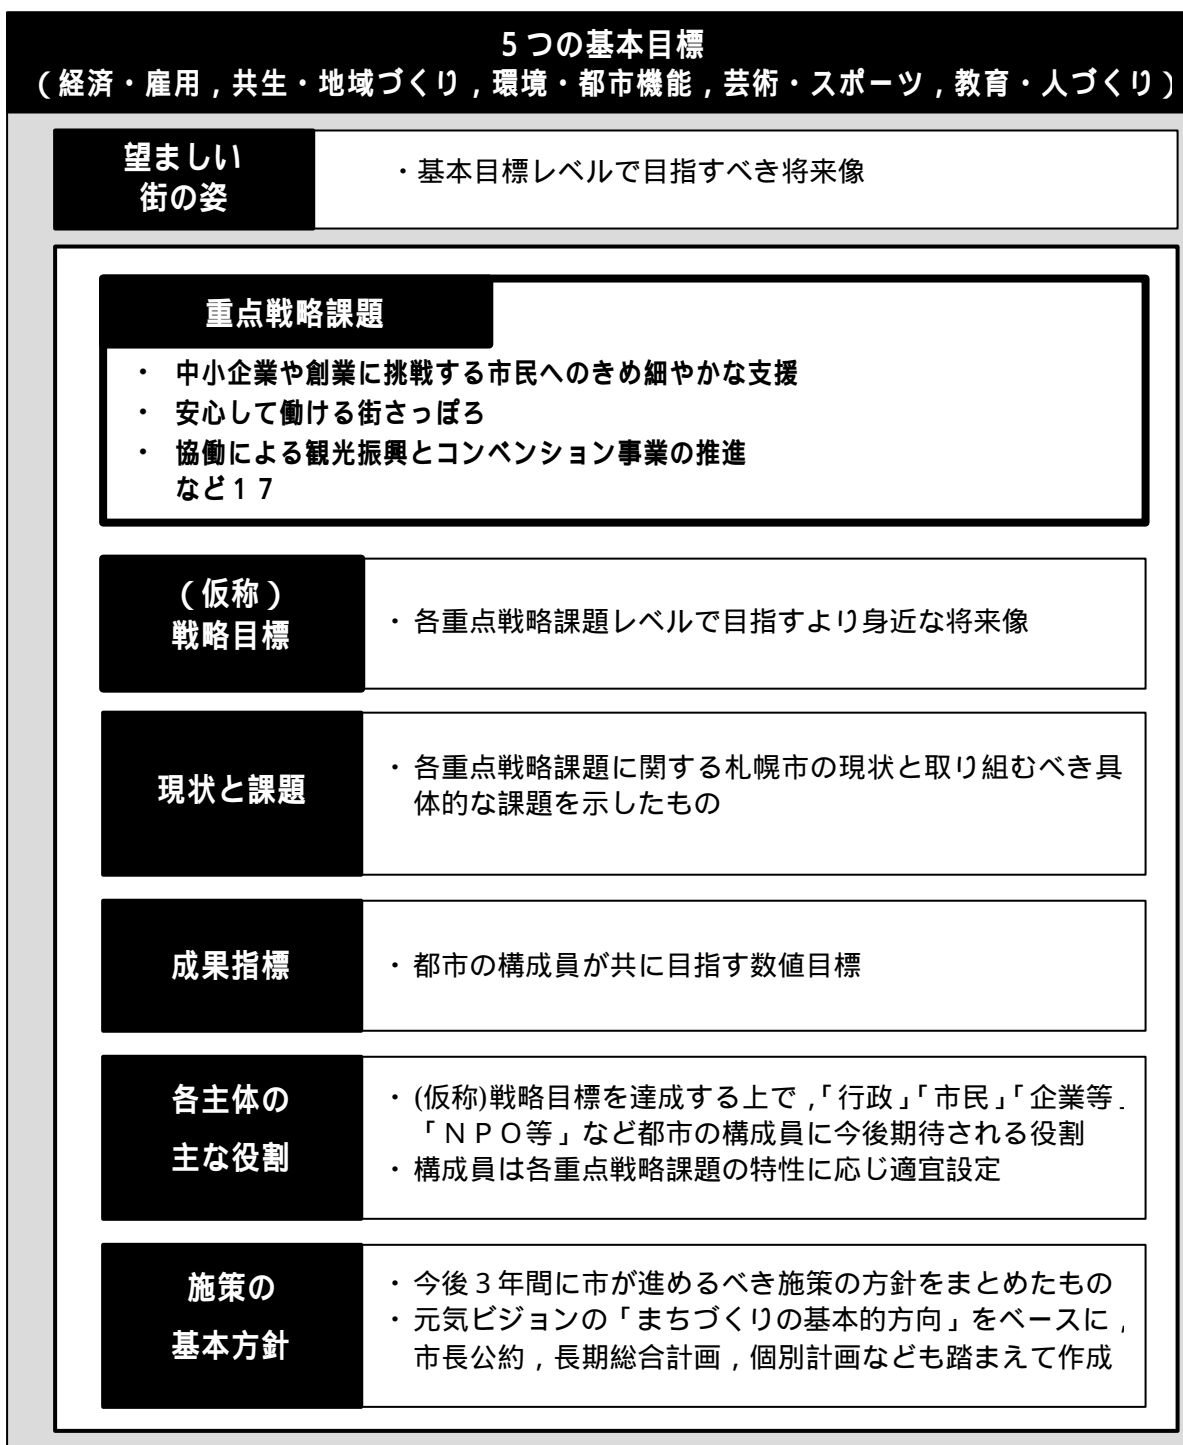 ５つの基本目標
（経済・雇用，共生・地域づくり，環境・都市機能，芸術・スポーツ，教育・人づくり）
望ましい
街の姿
・基本目標レベルで目指すべき将来像
重点戦略課題
・ 中小企業や創業に挑戦する市民へのきめ細やかな支援
・ 安心して働ける街さっぽろ
・ 協働による観光振興とコンベンション事業の推進
など１７
（仮称）
戦略目標
・各重点戦略課題レベルで目指すより身近な将来像
現状と課題
・各重点戦略課題に関する札幌市の現状と取り組むべき具
体的な課題を示したもの
成果指標
・都市の構成員が共に目指す数値目標
各主体の
主な役割
・(仮称)戦略目標を達成する上で，「行政」「市民」「企業等」
「ＮＰＯ等」など都市の構成員に今後期待される役割
・構成員は各重点戦略課題の特性に応じ適宜設定
施策の
基本方針
・今後３年間に市が進めるべき施策の方針をまとめたもの
・元気ビジョンの「まちづくりの基本的方向」をベースに，
市長公約，長期総合計画，個別計画なども踏まえて作成